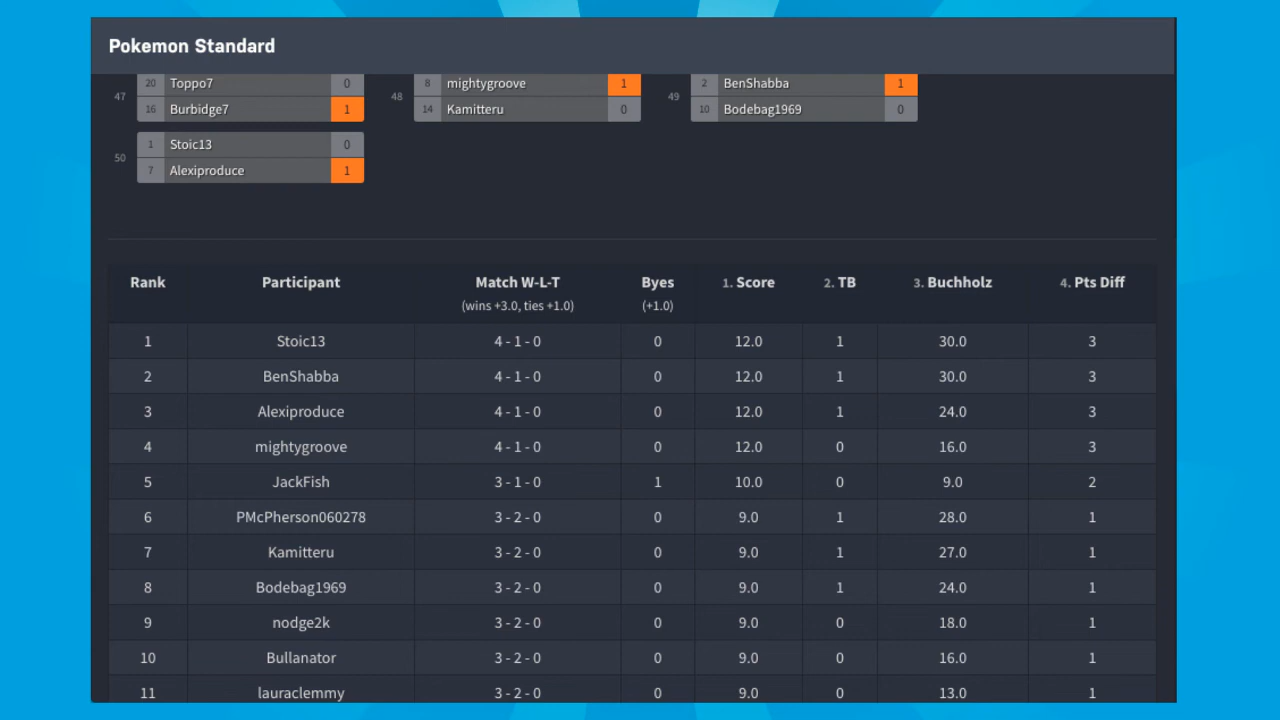 Pokemon Standard
47 20 Toppo7 0 48 8 mightygroove 1 49 2 BenShabba 1
16 Burbidge7 1 14 Kamitteru 0 10 Bodebag1969 0
50 1 Stoic13 0
7 Alexiproduce 1
Rank Participant Match W-L-T Byes 1. Score 2. TB 3. Buchholz 4. Pts Diff
(wins +3.0, ties +1.0) (+1.0)
1 Stoic13 4 - 1 - 0 0 12.0 1 30.0 3
2 BenShabba 4 - 1 - 0 0 12.0 1 30.0 3
3 Alexiproduce 4 - 1 - 0 0 12.0 1 24.0 3
4 mightygroove 4 - 1 - 0 0 12.0 0 16.0 3
5 JackFish 3 - 1 - 0 1 10.0 0 9.0 2
6 PMcPherson060278 3 - 2 - 0 0 9.0 1 28.0 1
7 Kamitteru 3 - 2 - 0 0 9.0 1 27.0 1
8 Bodebag1969 3 - 2 - 0 0 9.0 1 24.0 1
9 nodge2k 3 - 2 - 0 0 9.0 0 18.0 1
10 Bullanator 3 - 2 - 0 0 9.0 0 16.0 1
11 lauraclemmy 3 - 2 - 0 0 9.0 0 13.0 1